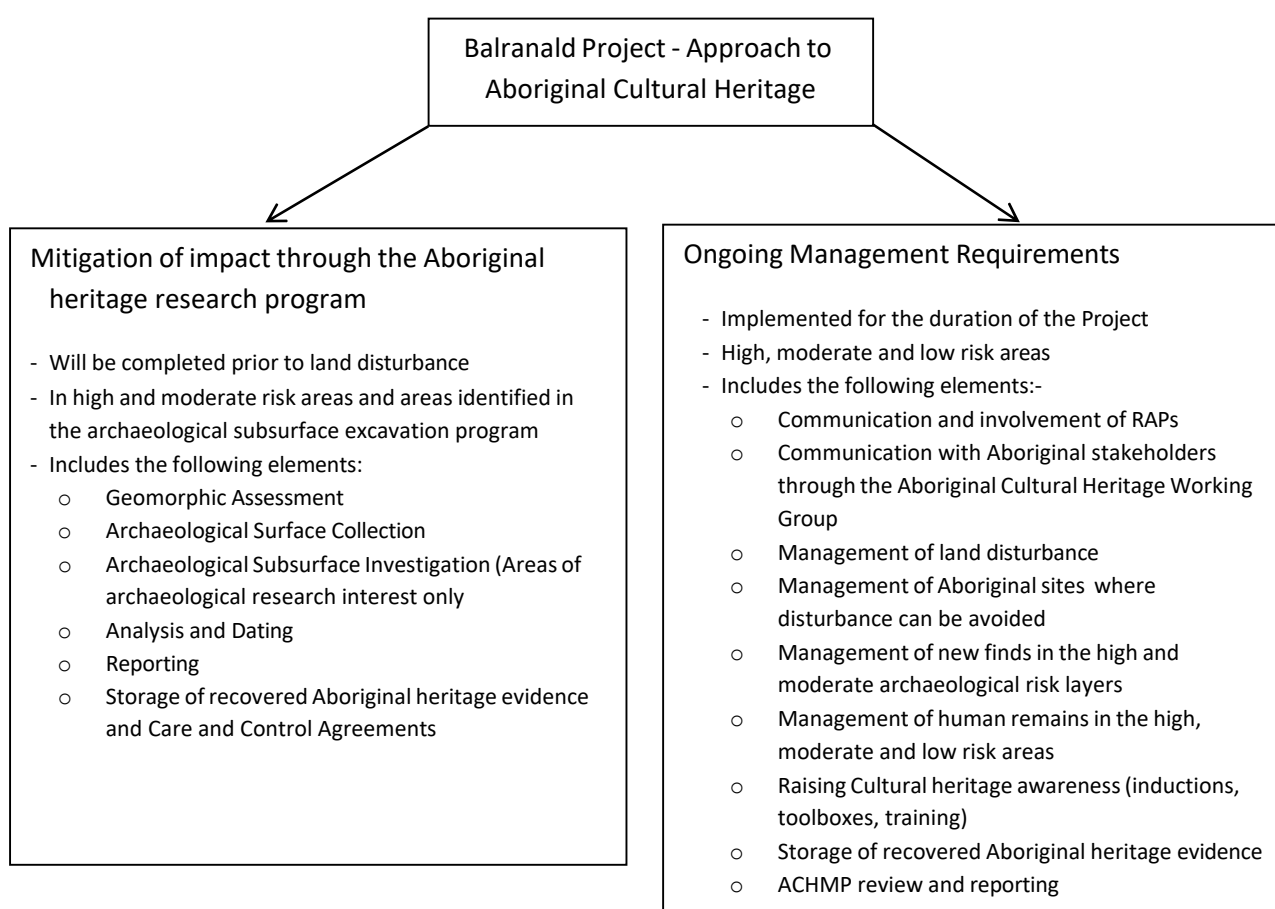 Balranald Project - Approach to
Aboriginal Cultural Heritage
Mitigation of impact through the Aboriginal
heritage research program
- Will be completed prior to land disturbance
- In high and moderate risk areas and areas identified in
the archaeological subsurface excavation program
- Includes the following elements:
o Geomorphic Assessment
o Archaeological Surface Collection
o Archaeological Subsurface Investigation (Areas of
archaeological research interest only
o Analysis and Dating
o Reporting
o Storage of recovered Aboriginal heritage evidence
and Care and Control Agreements
Ongoing Management Requirements
- Implemented for the duration of the Project
- High, moderate and low risk areas
- Includes the following elements:-
o Communication and involvement of RAPs
o Communication with Aboriginal stakeholders
through the Aboriginal Cultural Heritage Working
Group
o Management of land disturbance
o Management of Aboriginal sites where
disturbance can be avoided
o Management of new finds in the high and
moderate archaeological risk layers
o Management of human remains in the high,
moderate and low risk areas
o Raising Cultural heritage awareness (inductions,
toolboxes, training)
o Storage of recovered Aboriginal heritage evidence
o ACHMP review and reporting